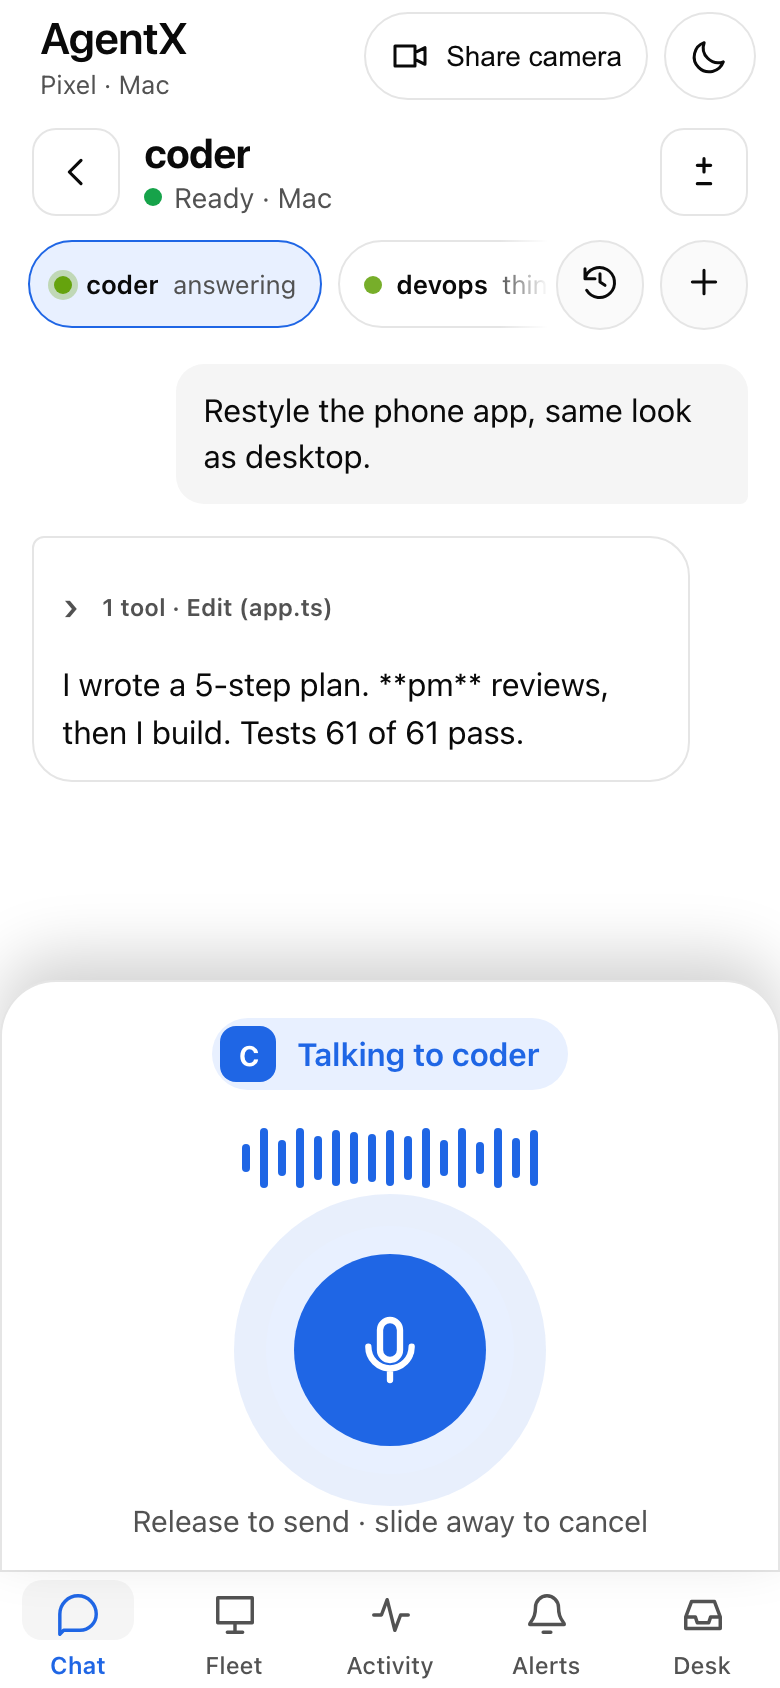 AgentX
Pixel · Mac
Share camera
coder
Ready · Mac
±
coder answering
devops thin
Restyle the phone app, same look
as desktop.
1 tool · Edit (app.ts)
I wrote a 5-step plan. **pm** reviews,
then I build. Tests 61 of 61 pass.
C Talking to coder
Release to send · slide away to cancel
Chat Fleet Activity Alerts Desk